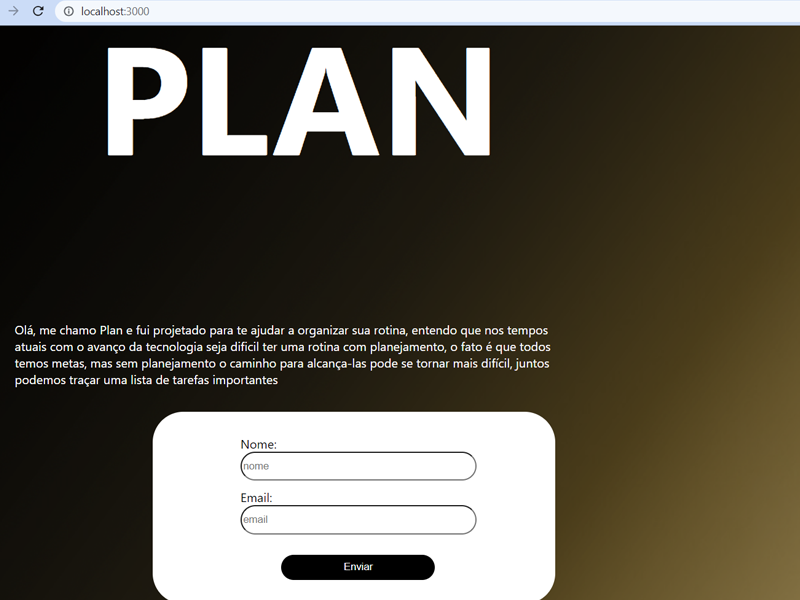 localhost:3000
PLAN
Olá, me chamo Plan e fui projetado para te ajudar a organizar sua rotina, entendo que nos tempos
atuais com o avanço da tecnologia seja dificil ter uma rotina com planejamento, o fato é que todos
temos metas, mas sem planejamento o caminho para alcança-las pode se tornar mais difícil, juntos
podemos traçar uma lista de tarefas importantes
Nome:
nome
Email:
email
Enviar